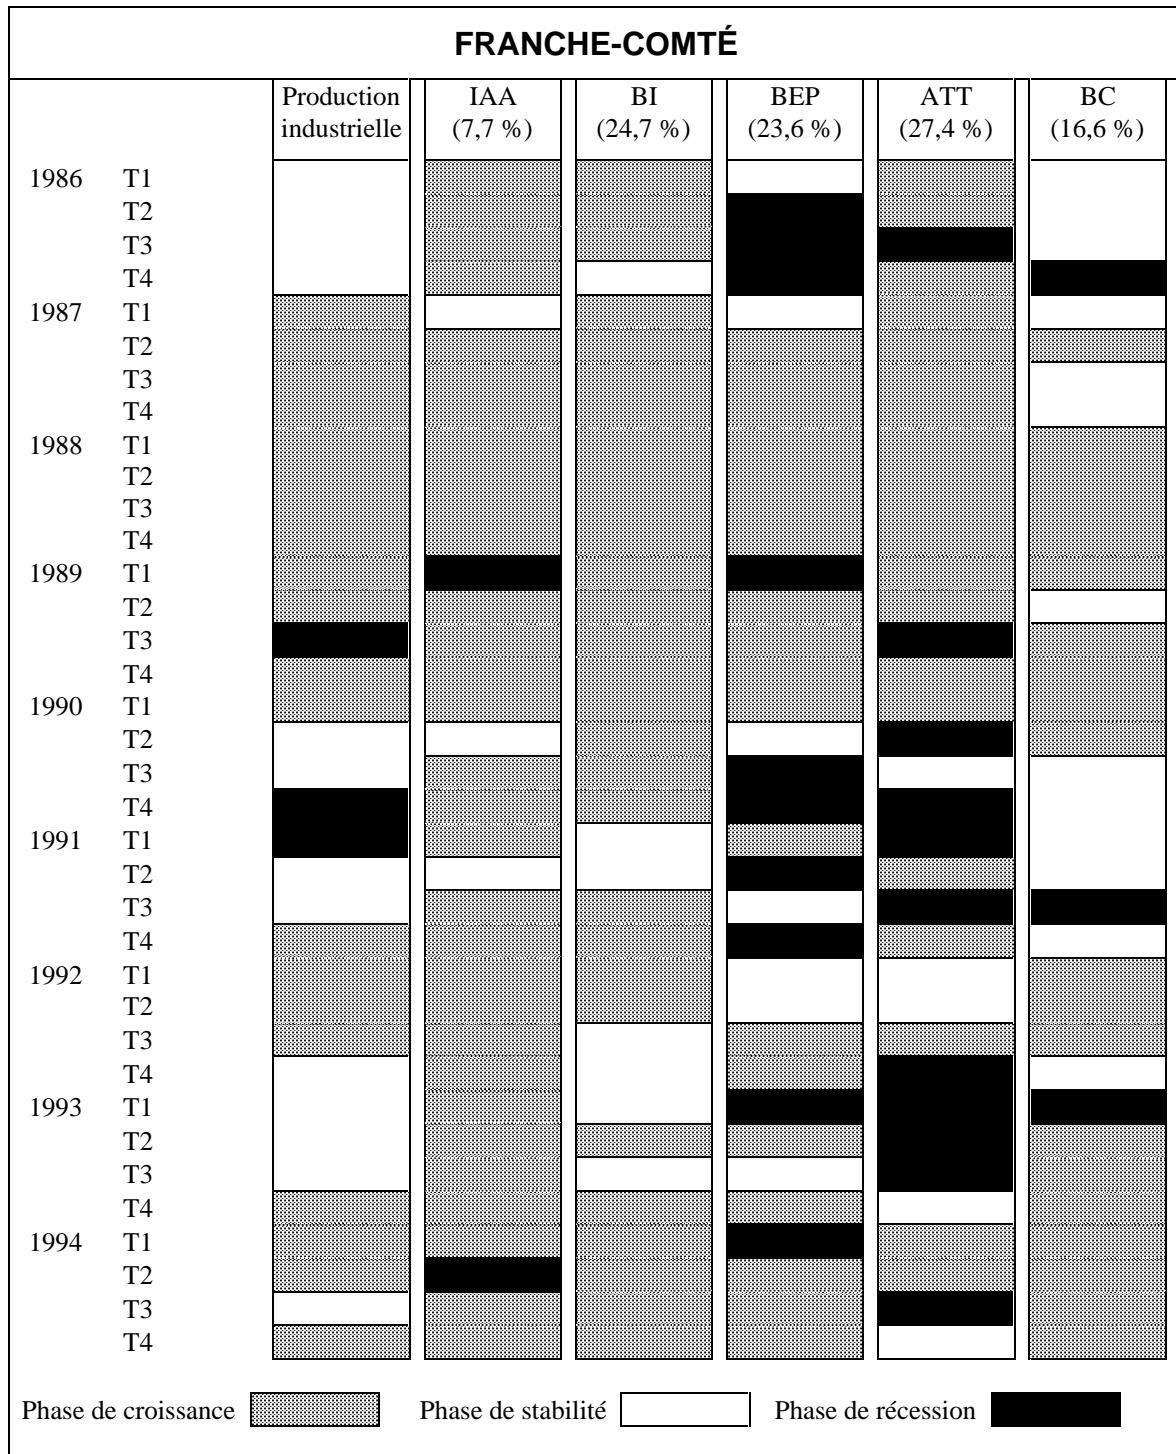 FRANCHE-COMTÉ
Production industrielle IAA (7,7 %) BI (24,7 %) BEP (23,6 %) ATT (27,4 %) BC (16,6 %)
1986 T1
T2
T3
T4
1987 T1
T2
T3
T4
1988 T1
T2
T3
T4
1989 T1
T2
T3
T4
1990 T1
T2
T3
T4
1991 T1
T2
T3
T4
1992 T1
T2
T3
T4
1993 T1
T2
T3
T4
1994 T1
T2
T3
T4
Phase de croissance Phase de stabilité Phase de récession